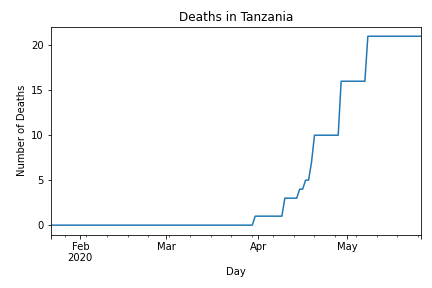 Deaths in Tanzania
Number of Deaths
20
15
10
5
0
Feb
2020
Mar
Apr
May
Day